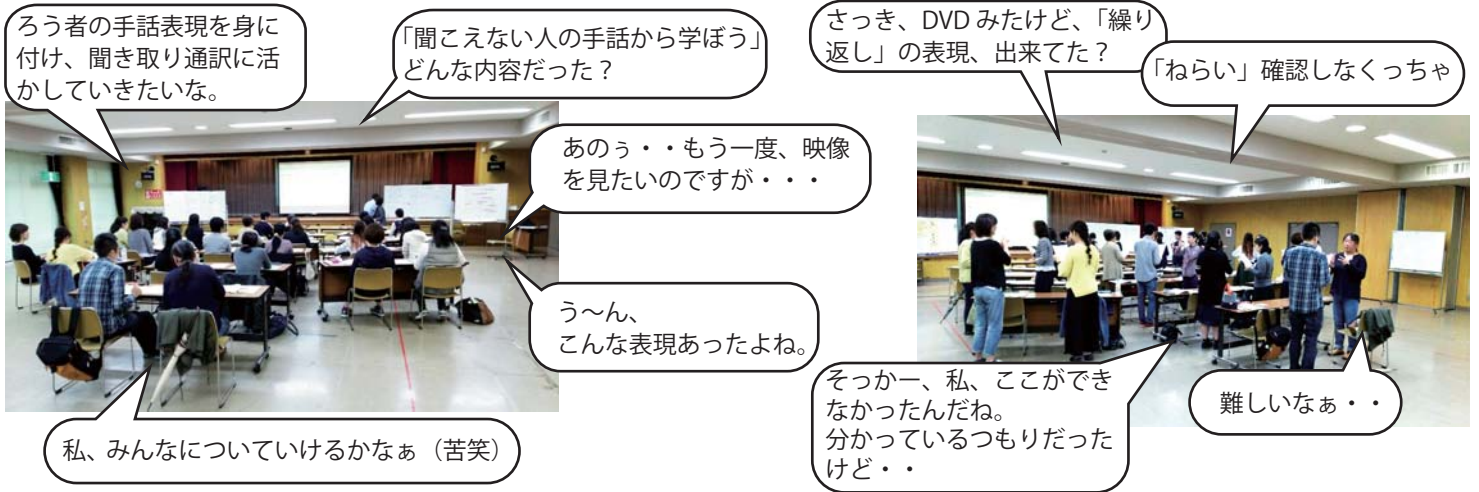 ろう者の手話表現を身に
付け、聞き取り通訳に活
かしていきたいな。
「聞こえない人の手話から学ぼう」
どんな内容だった？
あのぅ・・もう一度、映像
を見たいのですが・・・
う～ん、
こんな表現あったよね。
私、みんなについていけるかなぁ（苦笑）
さっき、DVD みたけど、「繰り
返し」の表現、出来てた？
「ねらい」確認しなくっちゃ
そっかー、私、ここができ
なかったんだね。
分かっているつもりだった
けど・・
難しいなぁ・・